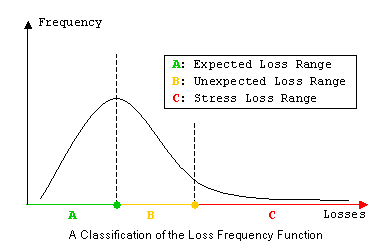 Frequency
A: Expected Loss Range
B: Unexpected Loss Range
C: Stress Loss Range
A B C Losses
A Classification of the Loss Frequency Function